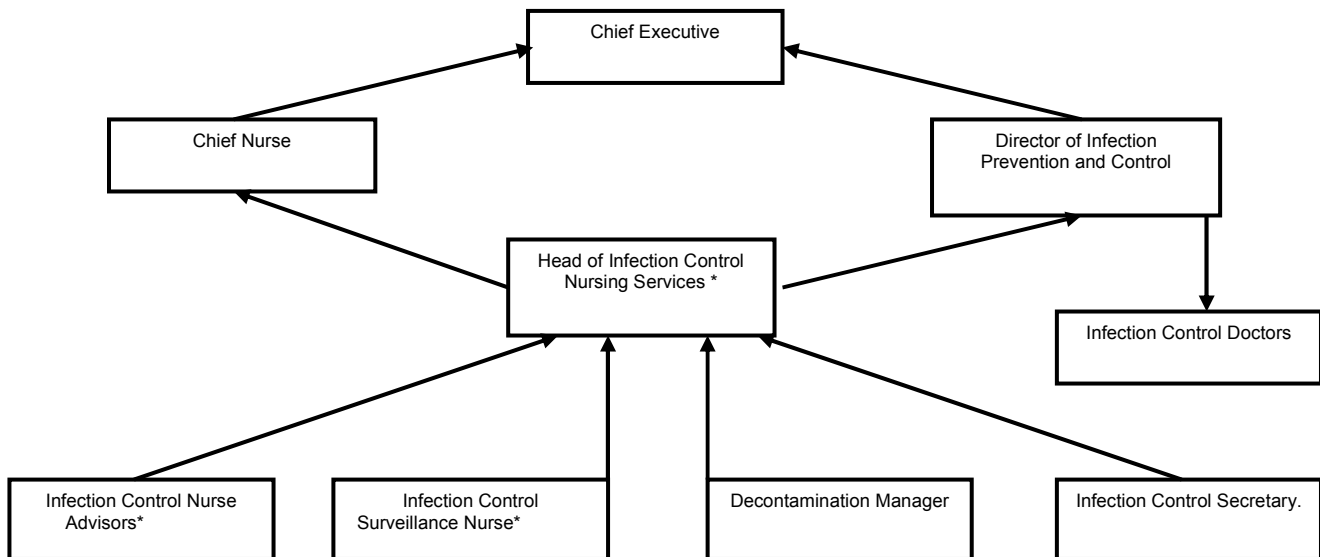 Chief Executive
Chief Nurse
Director of Infection
Prevention and Control
Head of Infection Control
Nursing Services *
Infection Control Doctors
Infection Control Nurse
Advisors*
Infection Control
Surveillance Nurse*
Decontamination Manager
Infection Control Secretary.